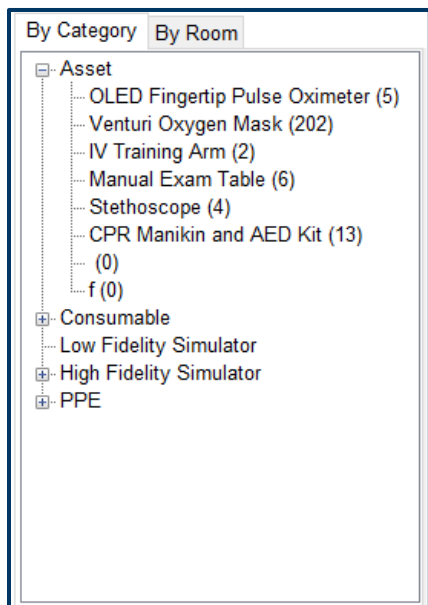 By Category By Room
Asset
OLED Fingertip Pulse Oximeter (5)
Venturi Oxygen Mask (202)
IV Training Arm (2)
Manual Exam Table (6)
Stethoscope (4)
CPR Manikin and AED Kit (13)
(0)
f (0)
Consumable
Low Fidelity Simulator
High Fidelity Simulator
PPE